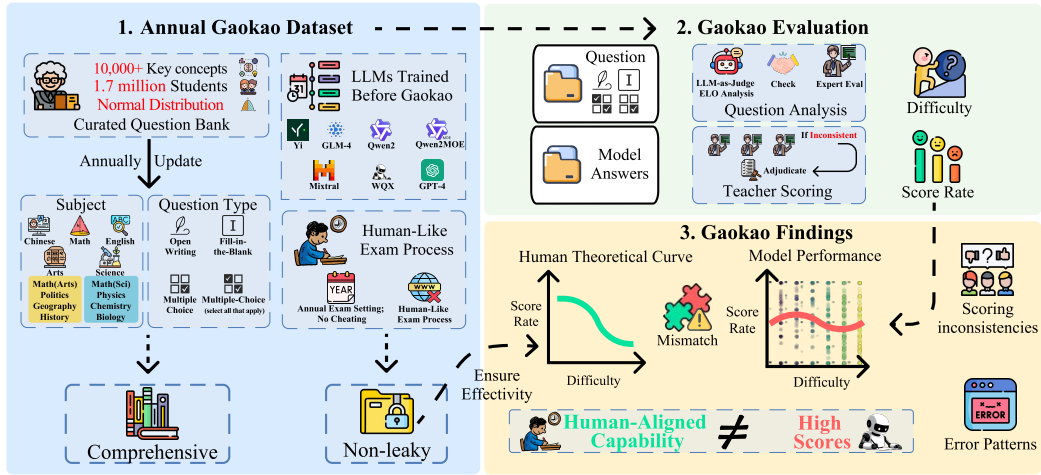 1. Annual Gaokao Dataset
10,000+ Key concepts
1.7 million Students
Normal Distribution
Curated Question Bank
Annually
Update
Subject
Chinese
Math
English
Arts
Science
Math(Arts)
Politics
Geography
History
Math(Sci)
Physics
Chemistry
Biology
Question Type
Open
Writing
Fill-in-
the-Blank
Multiple
Choice
Multiple-Choice
(select all that apply)
Comprehensive
31
LLMs Trained
Before Gaokao
Yi
GLM-4
Qwen2
MOE
Qwen2MOE
Mixtral
WQX
GPT-4
Human-Like
Exam Process
YEAR
Annual Exam Setting;
No Cheating
WWW
Human-Like
Exam Process
Non-leaky
Ensure
Effectivity
2. Gaokao Evaluation
Question
Model
Answers
LLM-as-Judge
ELO Analysis
Check
Expert Eval
Question Analysis
If Inconsistent
Adjudicate
Teacher Scoring
?
Difficulty
Score Rate
3. Gaokao Findings
Human Theoretical Curve
Score
Rate
Difficulty
Mismatch
Model Performance
Score
Rate
Difficulty
?
Scoring
inconsistencies
ERROR
Error Patterns
Human-Aligned
Capability
≠
High
Scores